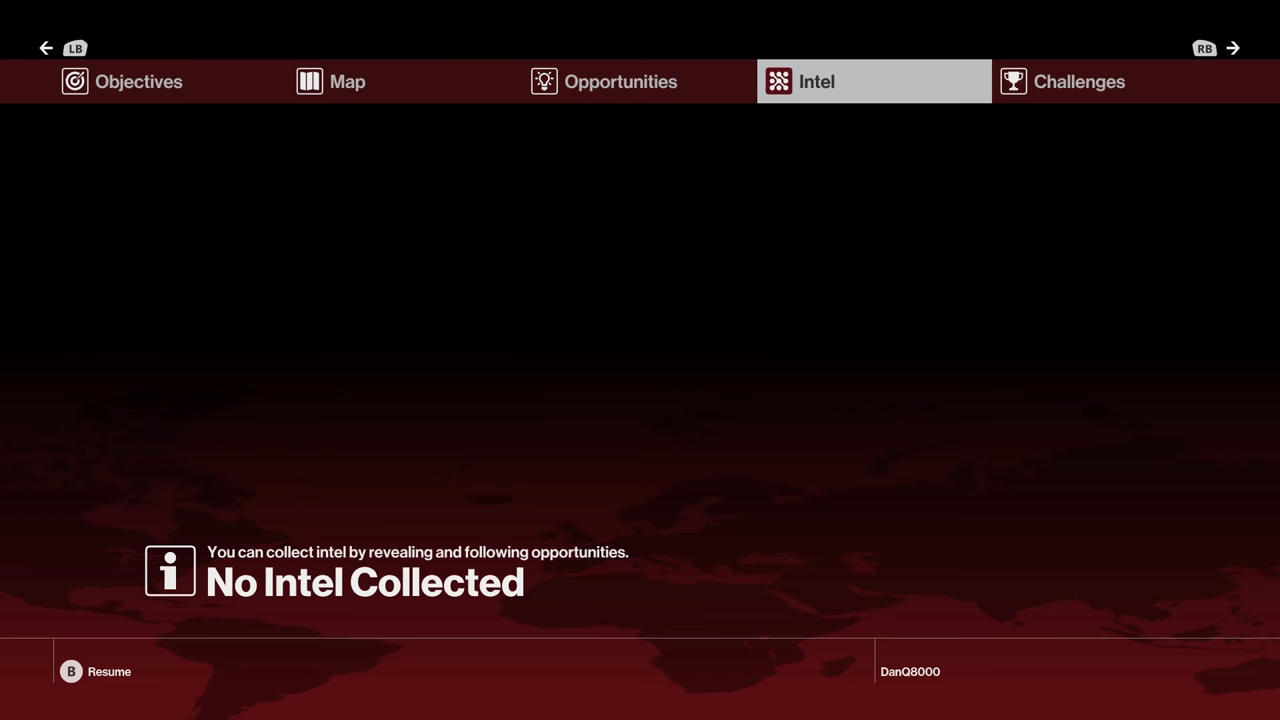 LB
RB
Objectives
Map
Opportunities
Intel
Challenges
You can collect intel by revealing and following opportunities.
No Intel Collected
B Resume
DanQ8000